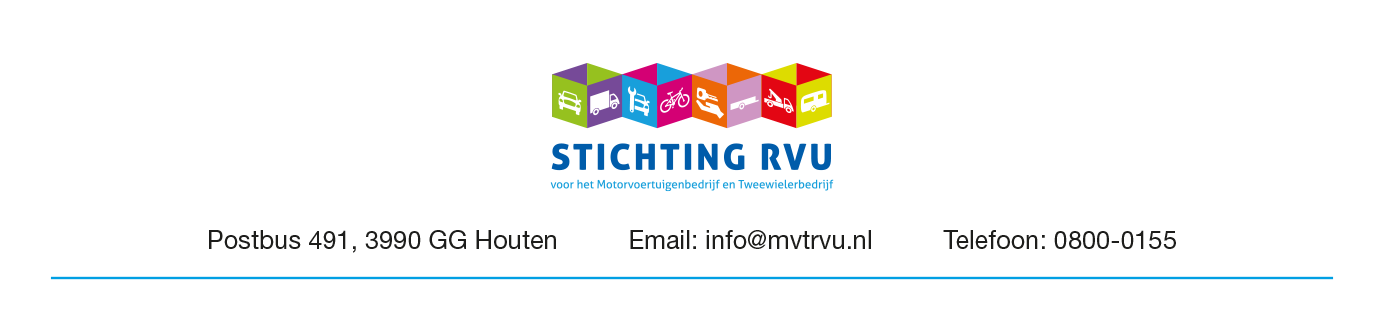 STICHTING RVU
voor het Motorvoertuigenbedrijf en Tweewielerbedrijf
Postbus 491, 3990 GG Houten Email: info@mvtrvu.nl Telefoon: 0800-0155